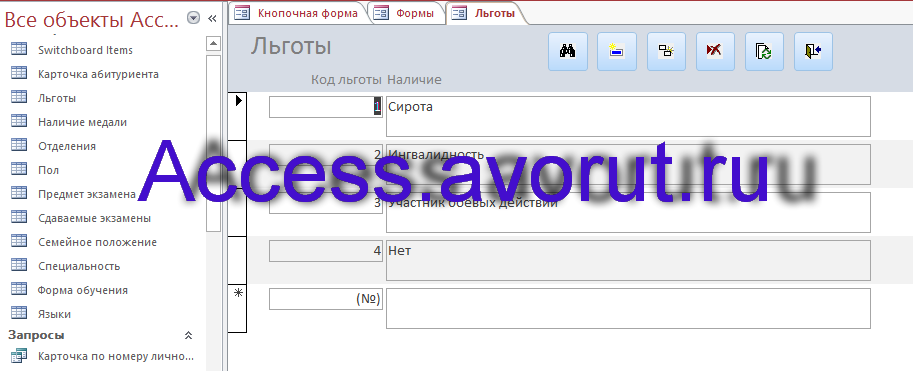 Все объекты Acc...
Switchboard Items
Карточка абитуриента
Льготы
Наличие медали
Отделения
Пол
Предмет экзамена
Сдаваемые экзамены
Семейное положение
Специальность
Форма обучения
Языки
Запросы
Карточка по номеру лично...
Кнопочная форма
Формы
Льготы
Льготы
Код льготы Наличие
1 Сирота
2 Ингвалидность
3 Участник боевых действий
4 Нет
(№)
Access.avorut.ru